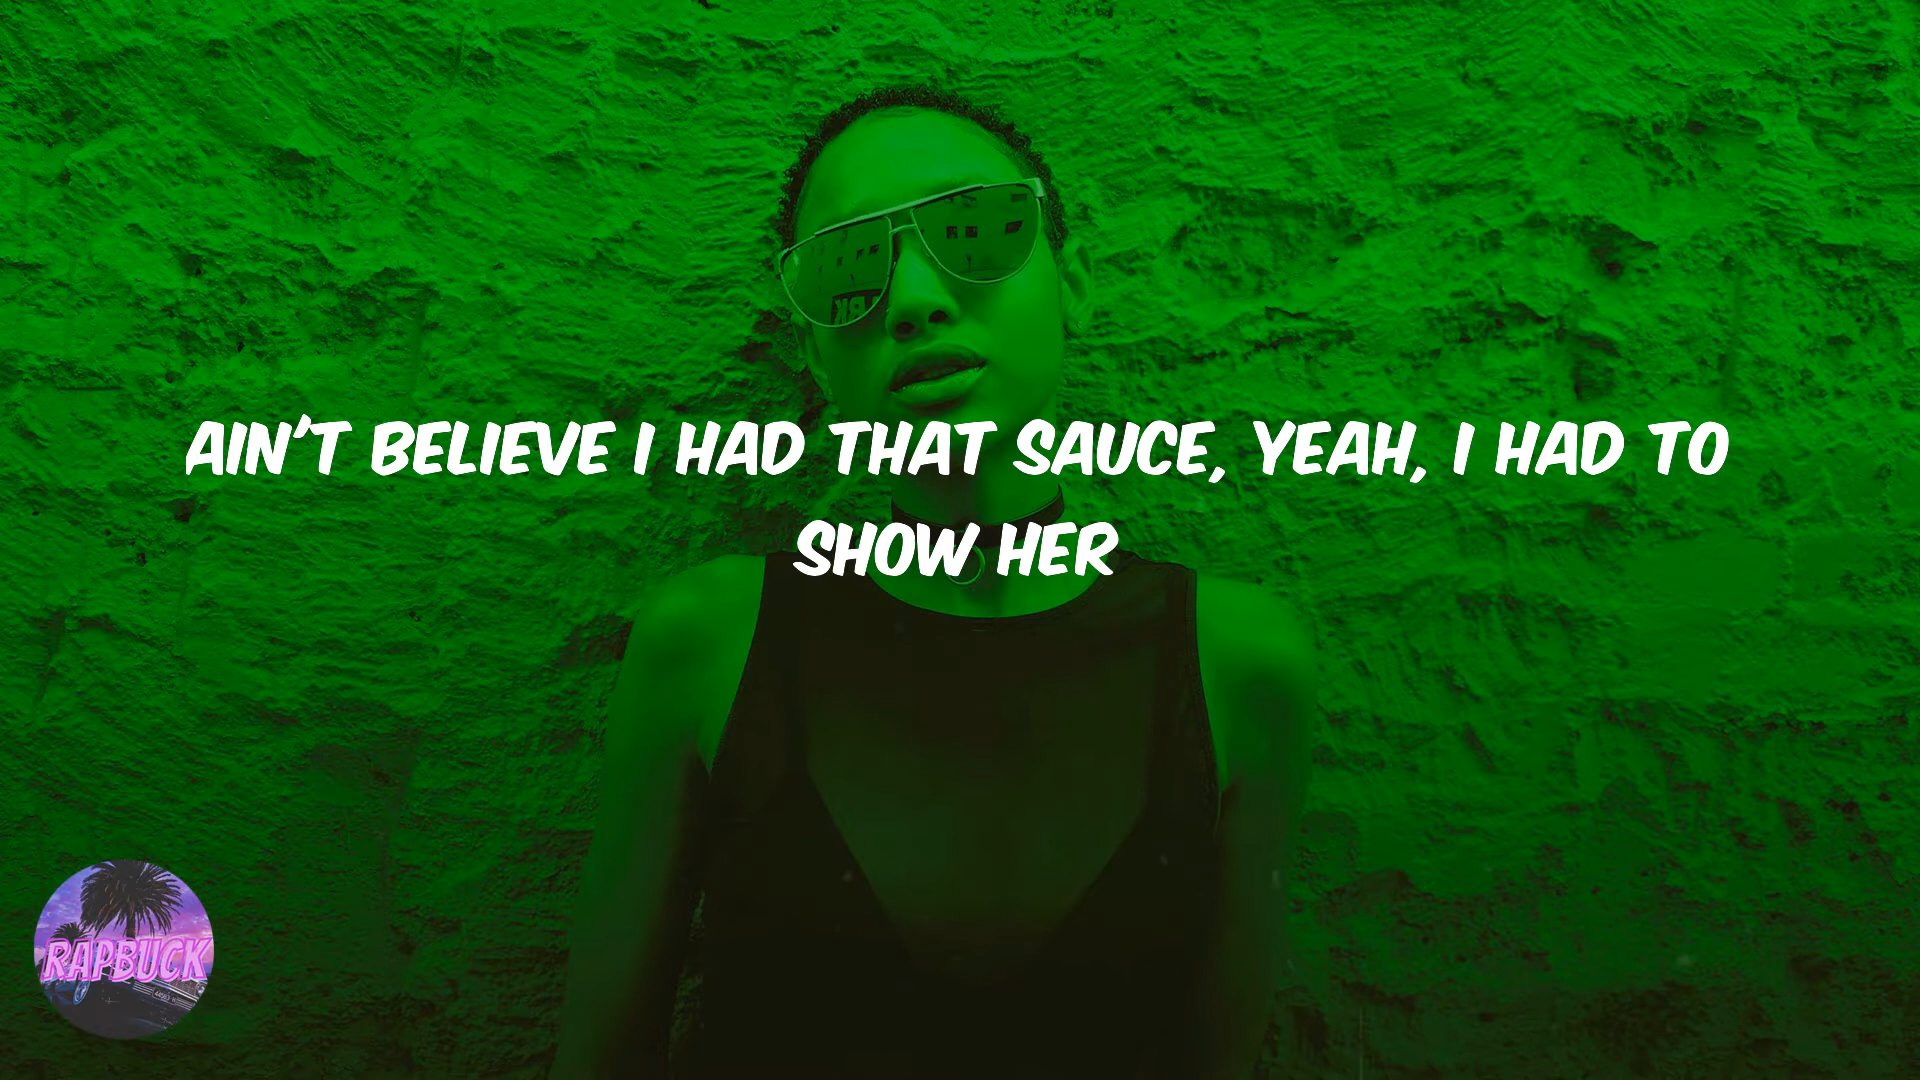 AIN'T BELIEVE I HAD THAT SAUCE, YEAH, I HAD TO
SHOW HER
RAPBUCK